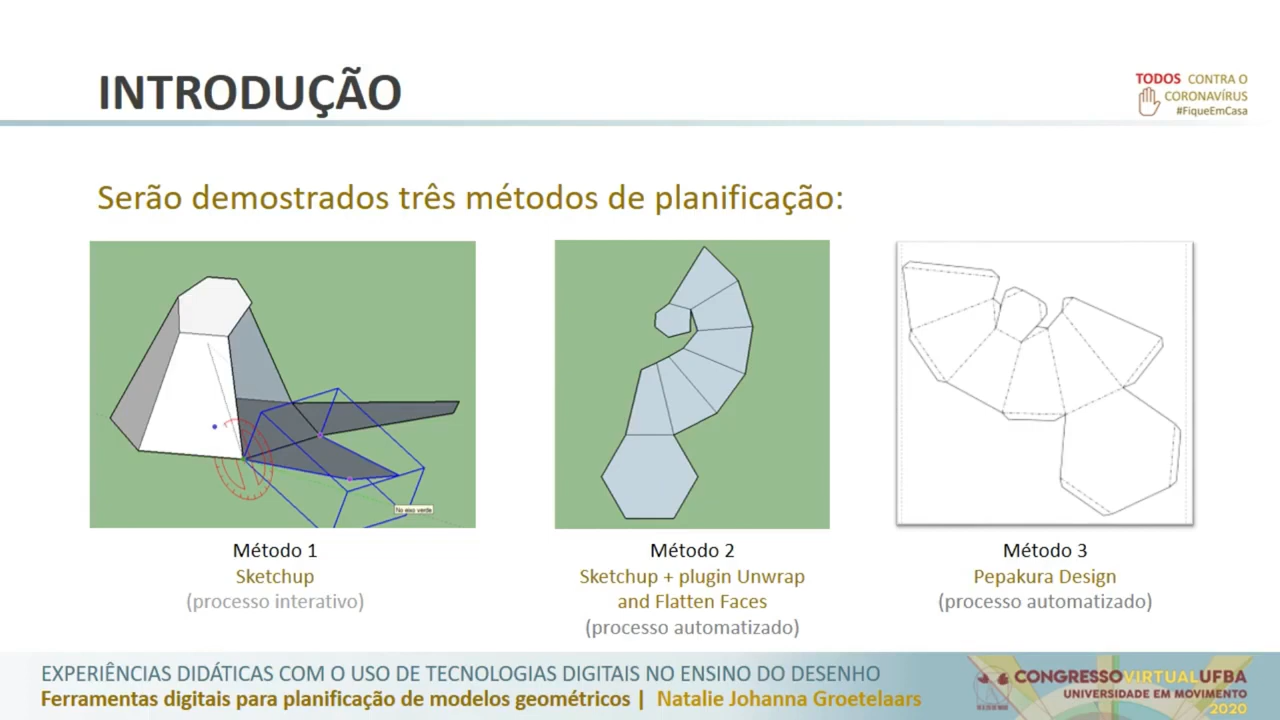 INTRODUÇÃO
TODOS CONTRA O
CORONAVÍRUS
#FiqueEmCasa
Serão demostrados três métodos de planificação:
No eixo verde
Método 1
Sketchup
(processo interativo)
Método 2
Sketchup + plugin Unwrap
and Flatten Faces
(processo automatizado)
Método 3
Pepakura Design
(processo automatizado)
EXPERIÊNCIAS DIDÁTICAS COM O USO DE TECNOLOGIAS DIGITAIS NO ENSINO DO DESENHO
Ferramentas digitais para planificação de modelos geométricos | Natalie Johanna Groetelaars
CONGRESSOVIRTUALUFBA
UNIVERSIDADE EM MOVIMENTO
2020